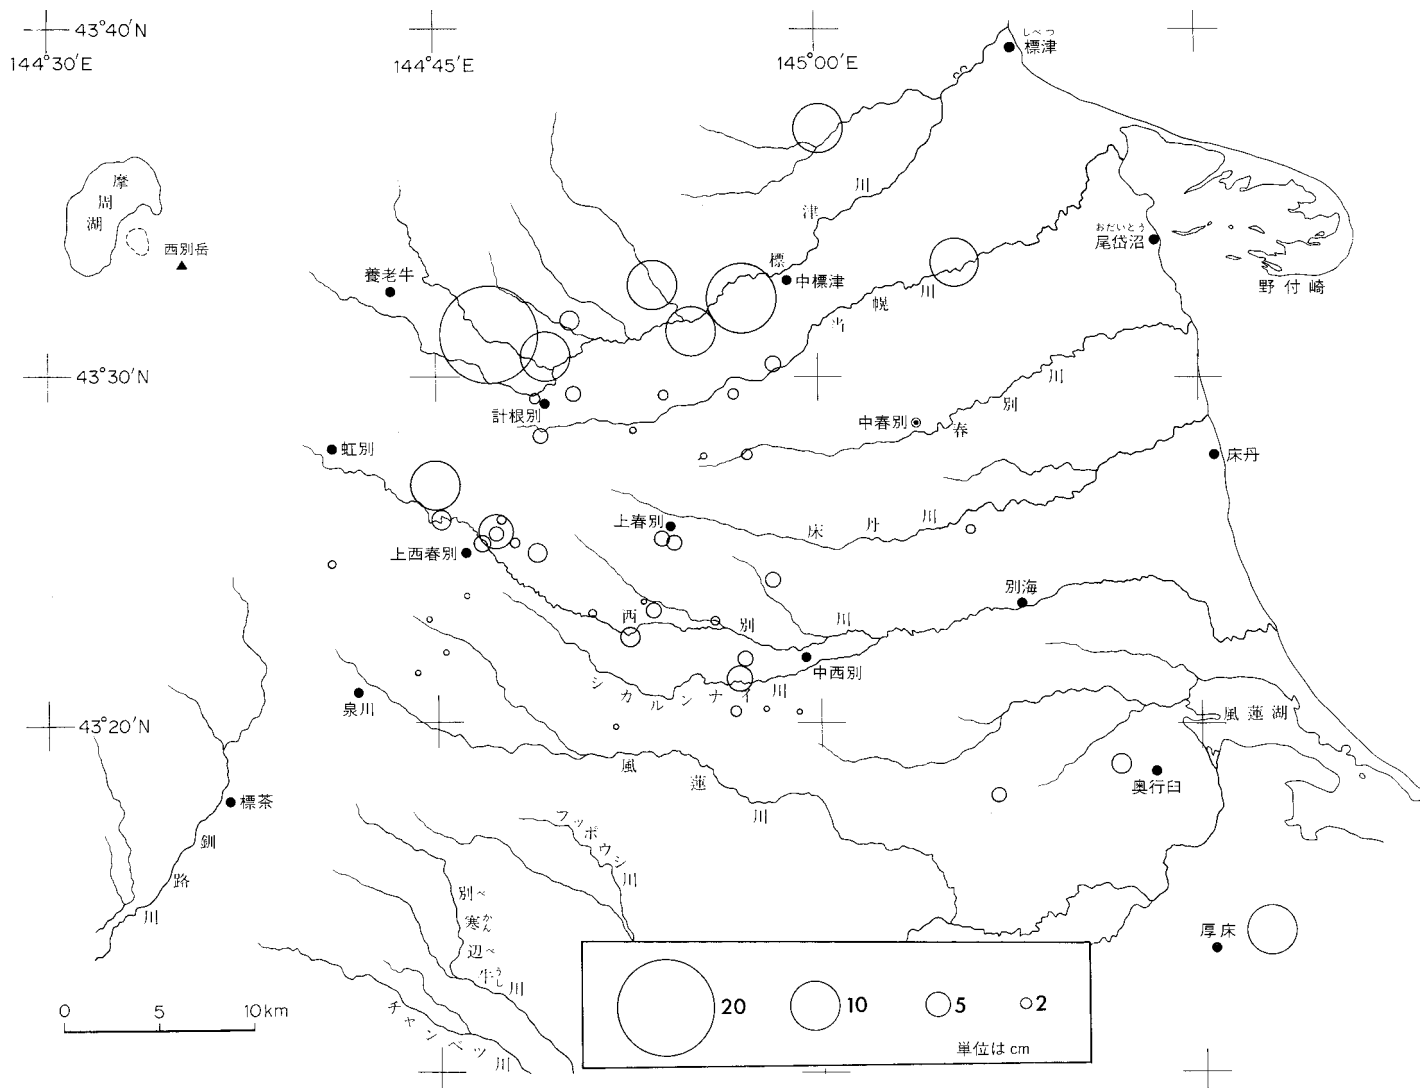 43°40′N
144°30′E
144°45′E
145°00′E
しべつ
標津
摩周湖
西別岳
養老牛
標津川
中標津
おだいとう
尾岱沼
野付崎
当幌川
43°30′N
計根別
中春別
春別川
虹別
床丹
上春別
床丹川
上西春別
別海
西別川
中西別
シカルンナイ川
泉川
43°20′N
風蓮湖
風蓮川
奥行臼
標茶
釧路川
フッポウシ川
別寒辺牛川
べかんべうし
厚床
チャンベツ川
0 5 10km
20 10 5 2
単位はcm